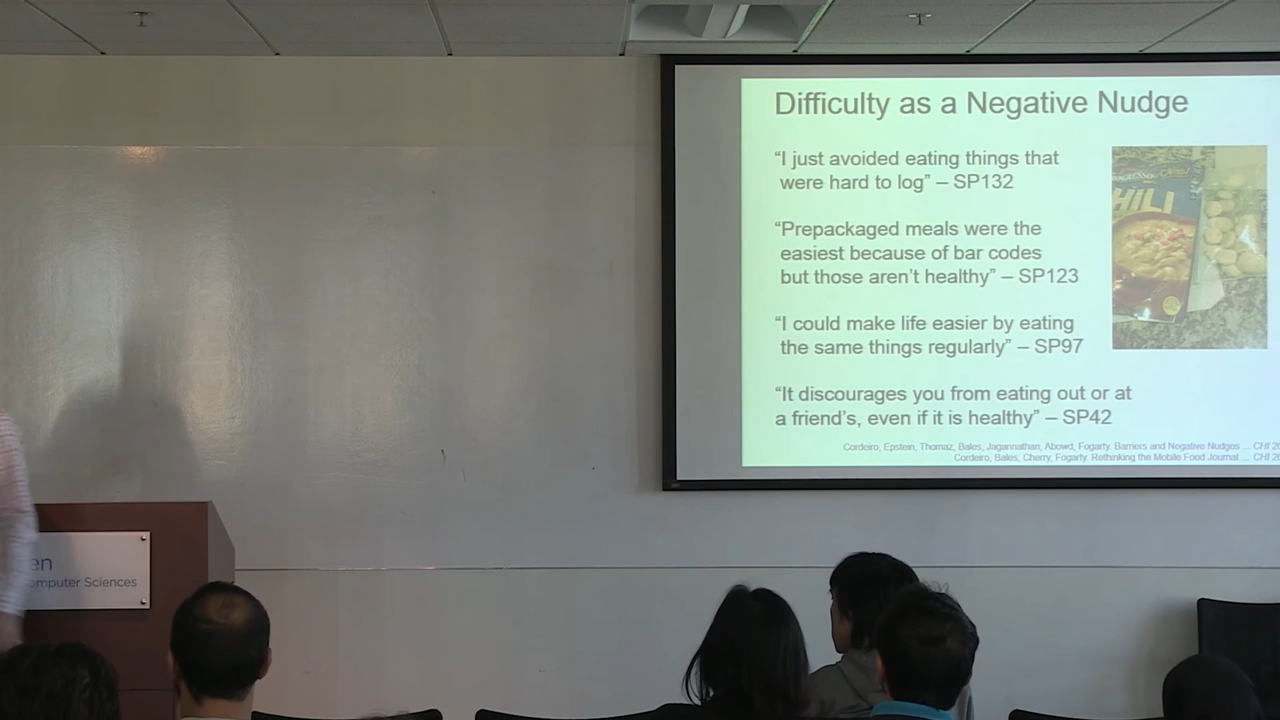 Difficulty as a Negative Nudge
“I just avoided eating things that
were hard to log” – SP132
“Prepackaged meals were the
easiest because of bar codes
but those aren’t healthy” – SP123
“I could make life easier by eating
the same things regularly” – SP97
“It discourages you from eating out or at
a friend’s, even if it is healthy” – SP42
Cordeiro, Epstein, Thomaz, Bales, Jagannathan, Abowd, Fogarty. Barriers and Negative Nudges ... CHI 20
Cordeiro, Bales, Cherry, Fogarty. Rethinking the Mobile Food Journal ... CHI 20
HILI
en
omputer Sciences